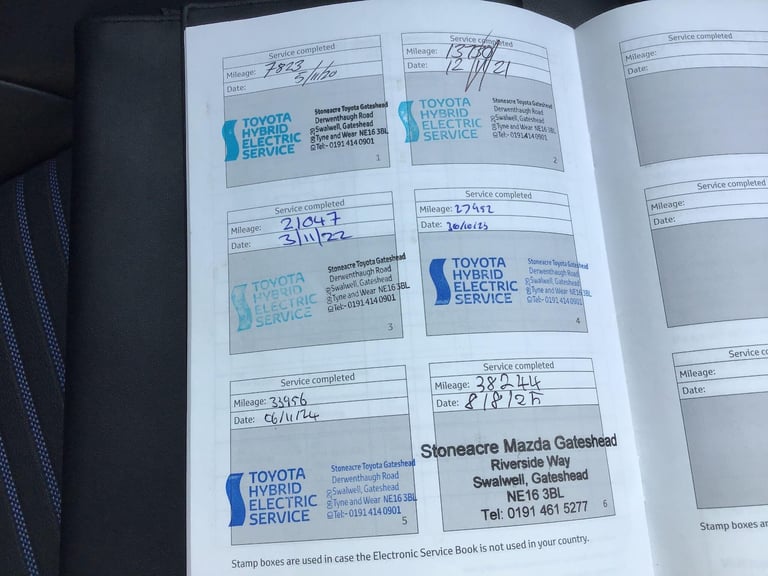 Service completed
Mileage: 7823
Date: 5/11/20
TOYOTA
HYBRID
ELECTRIC
SERVICE
Stoneacre Toyota Gateshead
Derwenthaugh Road
Swalwell, Gateshead
Tyne and Wear NE16 3BL
Tel:- 0191 414 0901
1
Service completed
Mileage:
Date: 12/11/21
TOYOTA
HYBRID
ELECTRIC
SERVICE
Stoneacre Toyota Gateshead
Derwenthaugh Road
Swalwell, Gateshead
Tyne and Wear NE16 3BL
Tel:- 0191 414 0901
2
Service completed
Mileage: 21047
Date: 3/11/22
TOYOTA
HYBRID
ELECTRIC
SERVICE
Stoneacre Toyota Gateshead
Derwenthaugh Road
Swalwell, Gateshead
Tyne and Wear NE16 3BL
Tel:- 0191 414 0901
3
Service completed
Mileage: 27452
Date: 30/10/23
TOYOTA
HYBRID
ELECTRIC
SERVICE
Stoneacre Toyota Gateshead
Derwenthaugh Road
Swalwell, Gateshead
Tyne and Wear NE16 3BL
Tel:- 0191 414 0901
4
Service completed
Mileage: 33956
Date: 06/11/24
TOYOTA
HYBRID
ELECTRIC
SERVICE
Stoneacre Toyota Gateshead
Derwenthaugh Road
Swalwell, Gateshead
Tyne and Wear NE16 3BL
Tel:- 0191 414 0901
5
Service completed
Mileage: 38244
Date: 8/8/25
Stoneacre Mazda Gateshead
Riverside Way
Swalwell, Gateshead
NE16 3BL
Tel: 0191 461 5277
6
Stamp boxes are used in case the Electronic Service Book is not used in your country.
Service completed
Mileage:
Date:
Service completed
Mileage:
Date:
Service
Mileage:
Date:
Stamp boxes